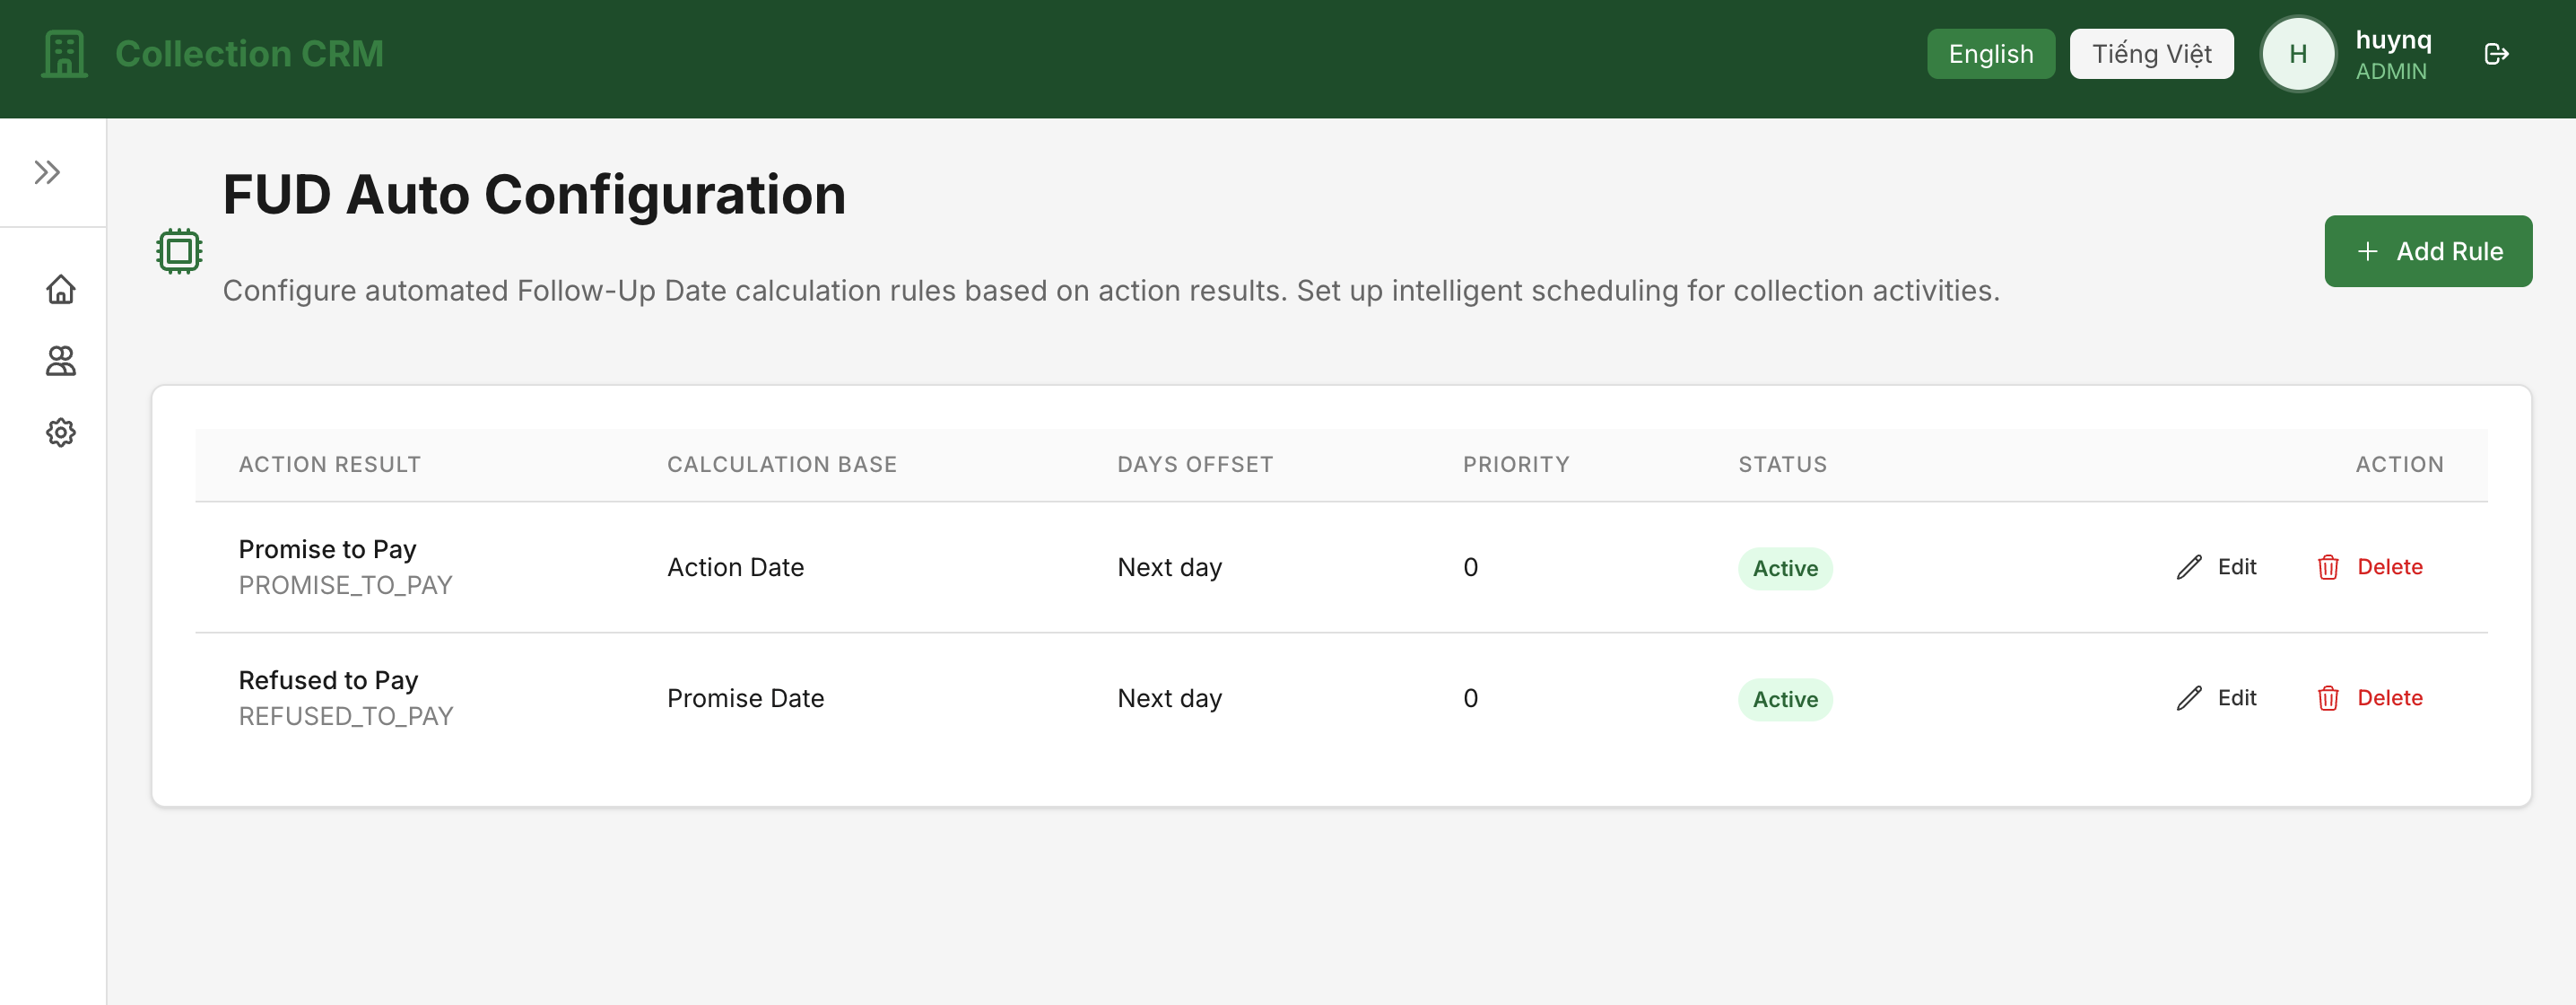 Collection CRM
English
Tiếng Việt
H
huynq
ADMIN
FUD Auto Configuration
Configure automated Follow-Up Date calculation rules based on action results. Set up intelligent scheduling for collection activities.
Add Rule
ACTION RESULT CALCULATION BASE DAYS OFFSET PRIORITY STATUS ACTION
Promise to Pay
PROMISE_TO_PAY
Action Date Next day 0 Active Edit Delete
Refused to Pay
REFUSED_TO_PAY
Promise Date Next day 0 Active Edit Delete